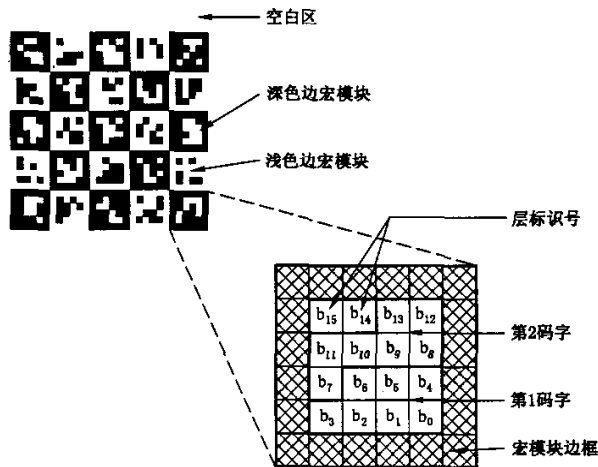 空白区
深色边宏模块
浅色边宏模块
层标识号
b15 b14 b13 b12
第2码字
b11 b10 b9 b8
b7 b6 b5 b4
第1码字
b3 b2 b1 b0
宏模块边框